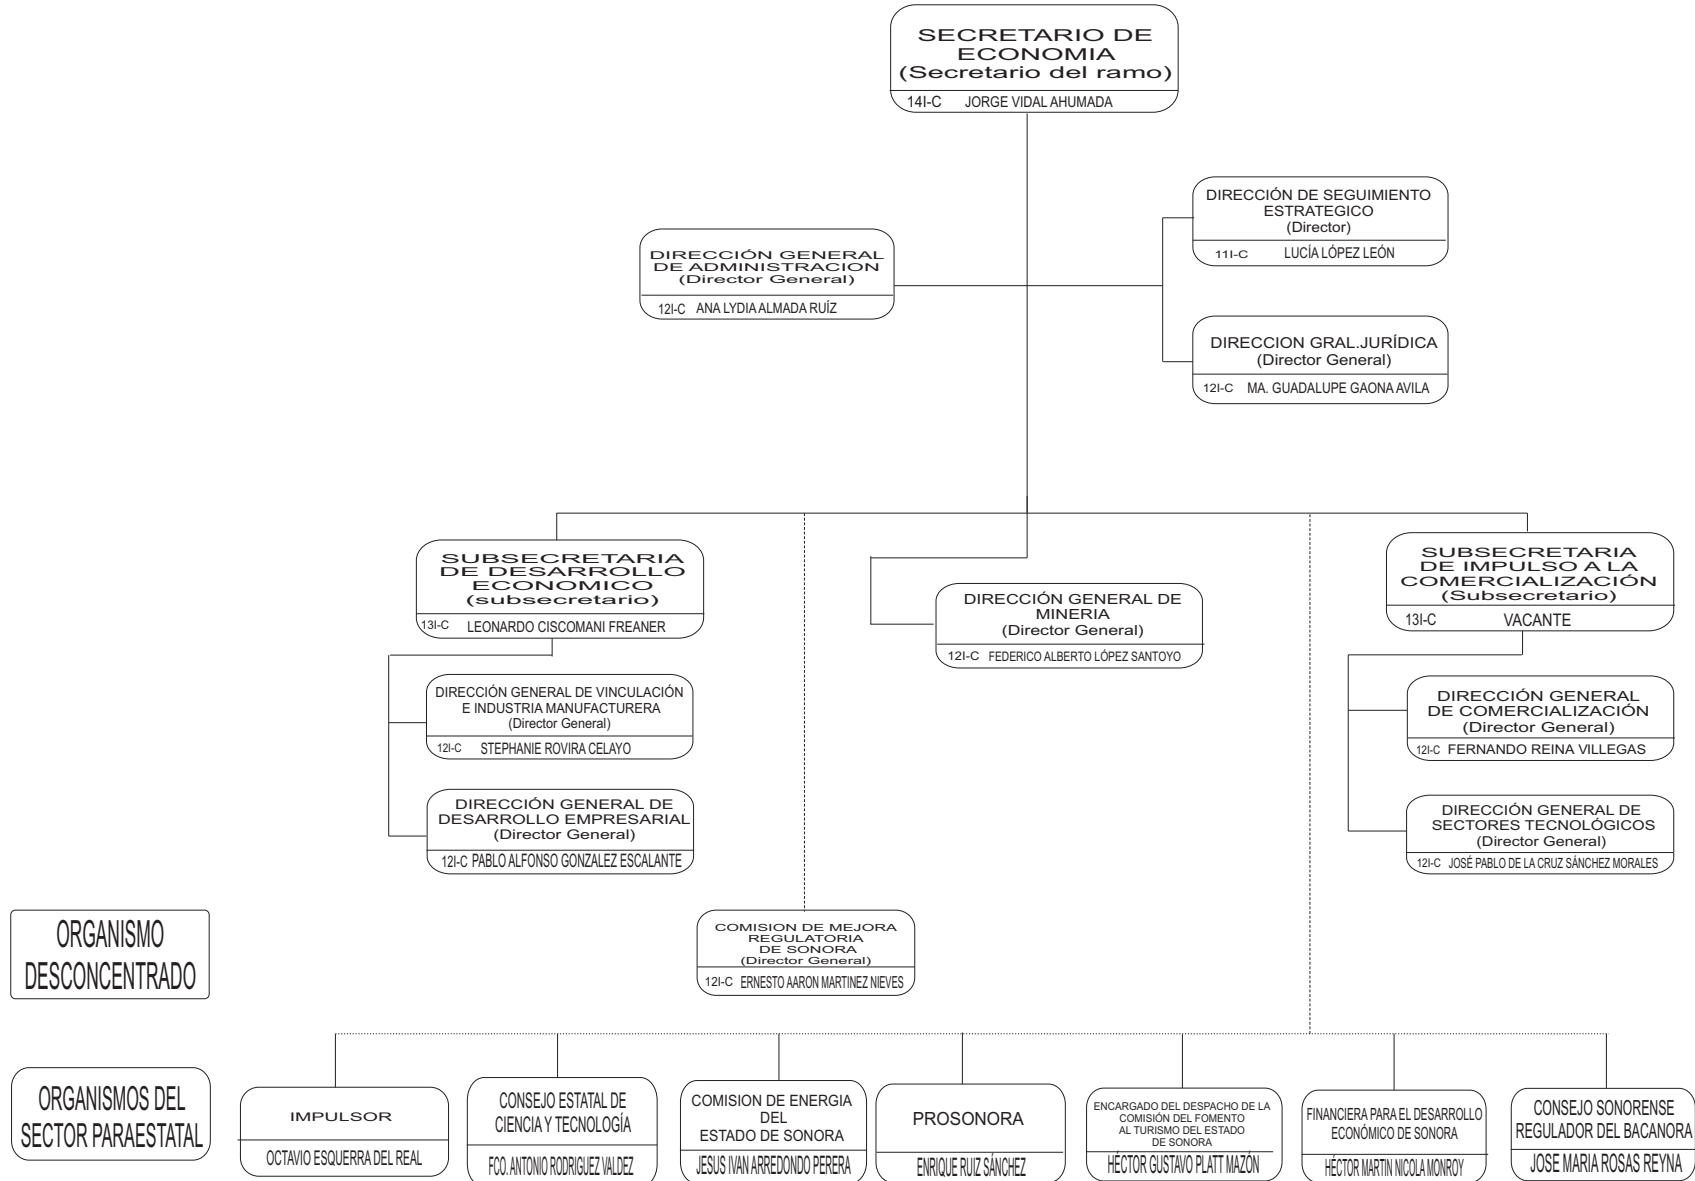 SECRETARIO DE
ECONOMIA
(Secretario del ramo)
14I-C JORGE VIDAL AHUMADA
DIRECCIÓN DE SEGUIMIENTO
ESTRATEGICO
(Director)
11I-C LUCÍA LÓPEZ LEÓN
DIRECCIÓN GENERAL
DE ADMINISTRACION
(Director General)
12I-C ANA LYDIA ALMADA RUÍZ
DIRECCION GRAL.JURÍDICA
(Director General)
12I-C MA. GUADALUPE GAONA AVILA
SUBSECRETARIA
DE DESARROLLO
ECONOMICO
(subsecretario)
13I-C LEONARDO CISCOMANI FREANER
DIRECCIÓN GENERAL DE VINCULACIÓN
E INDUSTRIA MANUFACTURERA
(Director General)
12I-C STEPHANIE ROVIRA CELAYO
DIRECCIÓN GENERAL DE
DESARROLLO EMPRESARIAL
(Director General)
12I-C PABLO ALFONSO GONZALEZ ESCALANTE
DIRECCIÓN GENERAL DE
MINERIA
(Director General)
12I-C FEDERICO ALBERTO LÓPEZ SANTOYO
SUBSECRETARIA
DE IMPULSO A LA
COMERCIALIZACIÓN
(Subsecretario)
13I-C VACANTE
DIRECCIÓN GENERAL
DE COMERCIALIZACIÓN
(Director General)
12I-C FERNANDO REINA VILLEGAS
DIRECCIÓN GENERAL DE
SECTORES TECNOLÓGICOS
(Director General)
12I-C JOSÉ PABLO DE LA CRUZ SÁNCHEZ MORALES
ORGANISMO
DESCONCENTRADO
COMISION DE MEJORA
REGULATORIA
DE SONORA
(Director General)
12I-C ERNESTO AARON MARTINEZ NIEVES
ORGANISMOS DEL
SECTOR PARAESTATAL
IMPULSOR
OCTAVIO ESQUERRA DEL REAL
CONSEJO ESTATAL DE
CIENCIA Y TECNOLOGÍA
FCO. ANTONIO RODRIGUEZ VALDEZ
COMISION DE ENERGIA
DEL
ESTADO DE SONORA
JESUS IVAN ARREDONDO PERERA
PROSONORA
ENRIQUE RUIZ SÁNCHEZ
ENCARGADO DEL DESPACHO DE LA
COMISIÓN DEL FOMENTO
AL TURISMO DEL ESTADO
DE SONORA
HÉCTOR GUSTAVO PLATT MAZÓN
FINANCIERA PARA EL DESARROLLO
ECONÓMICO DE SONORA
HÉCTOR MARTIN NICOLA MONROY
CONSEJO SONORENSE
REGULADOR DEL BACANORA
JOSE MARIA ROSAS REYNA